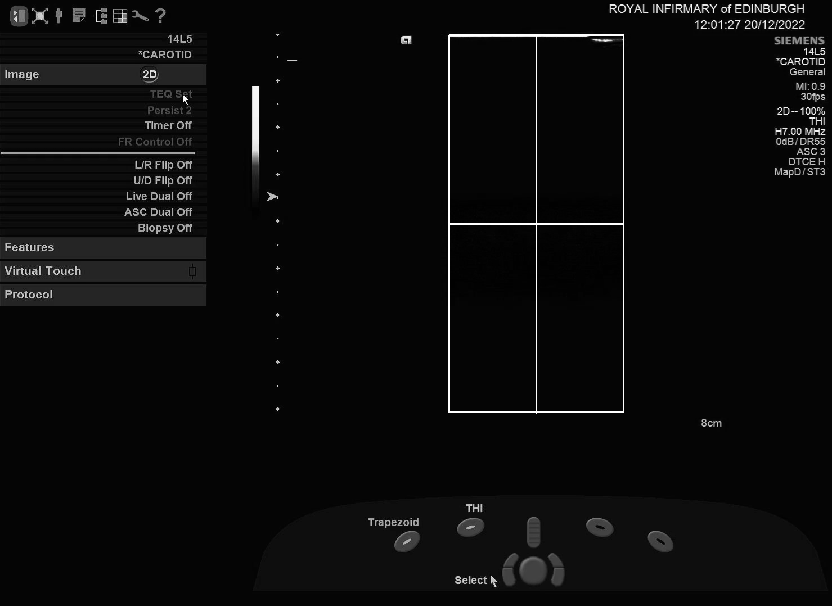 ROYAL INFIRMARY of EDINBURGH
12:01:27 20/12/2022
14L5
*CAROTID
Image 2D
TEQ Set
Persist 2
Timer Off
FR Control Off
L/R Flip Off
U/D Flip Off
Live Dual Off
ASC Dual Off
Biopsy Off
Features
Virtual Touch
Protocol
SIEMENS
14L5
*CAROTID
General
MI: 0.9
30fps
2D--100%
THI
H7.00 MHz
0dB/DR55
ASC 3
DTCE H
MapD/ST3
8cm
THI
Trapezoid
Select